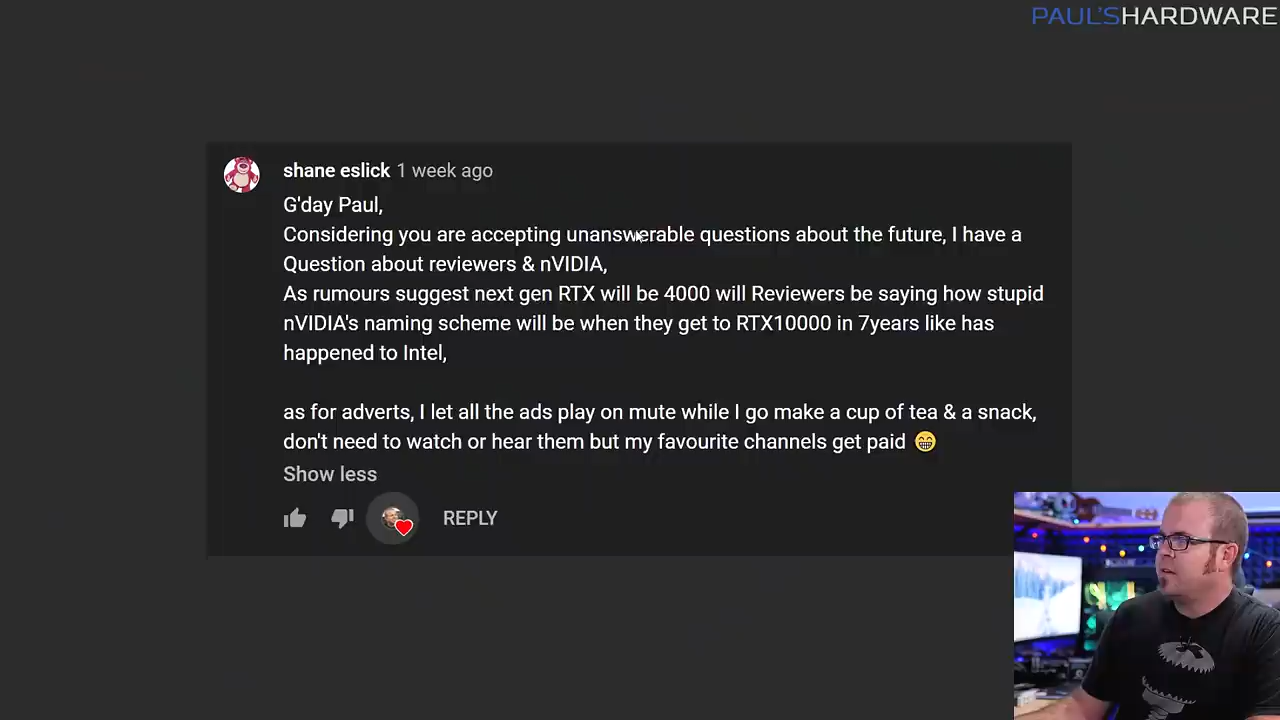 PAUL'SHARDWARE
shane eslick 1 week ago
G'day Paul,
Considering you are accepting unanswerable questions about the future, I have a
Question about reviewers & nVIDIA,
As rumours suggest next gen RTX will be 4000 will Reviewers be saying how stupid
nVIDIA's naming scheme will be when they get to RTX10000 in 7years like has
happened to Intel,
as for adverts, I let all the ads play on mute while I go make a cup of tea & a snack,
don't need to watch or hear them but my favourite channels get paid 😁
Show less
REPLY